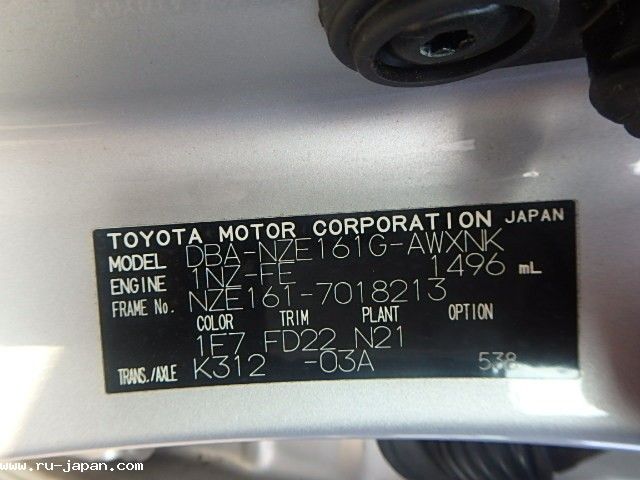 TOYOTA MOTOR CORPORATION JAPAN
MODEL DBA-NZE161G-AWXNK
ENGINE 1NZ-FE 1496 mL
FRAME No. NZE161-7018213
COLOR TRIM PLANT OPTION
1F7 FD22 N21
TRANS./AXLE K312 -03A 538
www.ru-japan.com